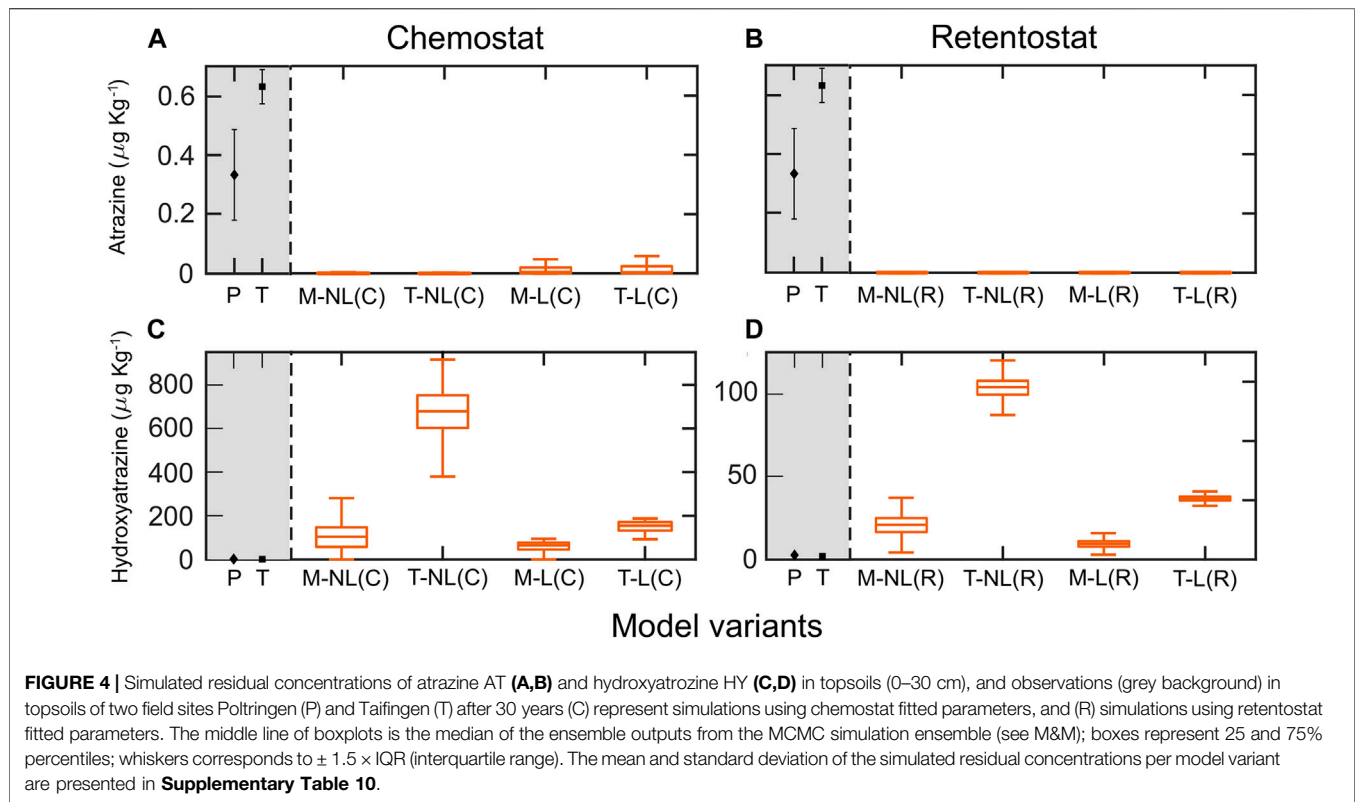 A
Chemostat
B
Retentostat
Atrazine (μg Kg⁻¹)
0.6
0.4
0.2
0
P T M-NL(C) T-NL(C) M-L(C) T-L(C)
P T M-NL(R) T-NL(R) M-L(R) T-L(R)
C
D
Hydroxyatrazine (μg Kg⁻¹)
800
600
400
200
0
100
50
0
P T M-NL(C) T-NL(C) M-L(C) T-L(C)
P T M-NL(R) T-NL(R) M-L(R) T-L(R)
Model variants
FIGURE 4 | Simulated residual concentrations of atrazine AT (A,B) and hydroxyatrozine HY (C,D) in topsoils (0–30 cm), and observations (grey background) in
topsoils of two field sites Poltringen (P) and Taifingen (T) after 30 years (C) represent simulations using chemostat fitted parameters, and (R) simulations using retentostat
fitted parameters. The middle line of boxplots is the median of the ensemble outputs from the MCMC simulation ensemble (see M&M); boxes represent 25 and 75%
percentiles; whiskers corresponds to ± 1.5 × IQR (interquartile range). The mean and standard deviation of the simulated residual concentrations per model variant
are presented in Supplementary Table 10.